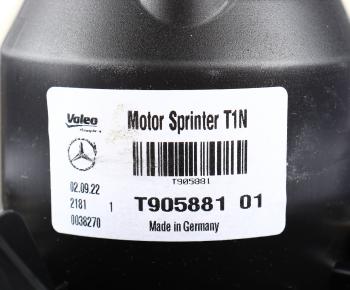 Valeo
Motor Sprinter T1N
T905881
02.09.22
2181 1
T905881 01
0038270
Made in Germany